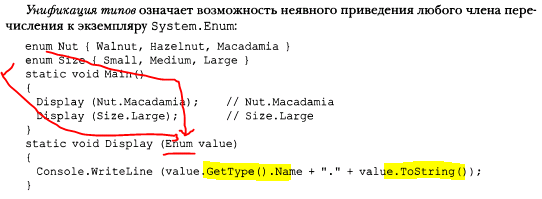 Унификация типов означает возможность неявного приведения любого члена пере-
числения к экземпляру System.Enum:
enum Nut { Walnut, Hazelnut, Macadamia }
enum Size { Small, Medium, Large }
static void Main()
{
Display (Nut.Macadamia); // Nut.Macadamia
Display (Size.Large); // Size.Large
}
static void Display (Enum value)
{
Console.WriteLine (value.GetType().Name + "." + value.ToString());
}